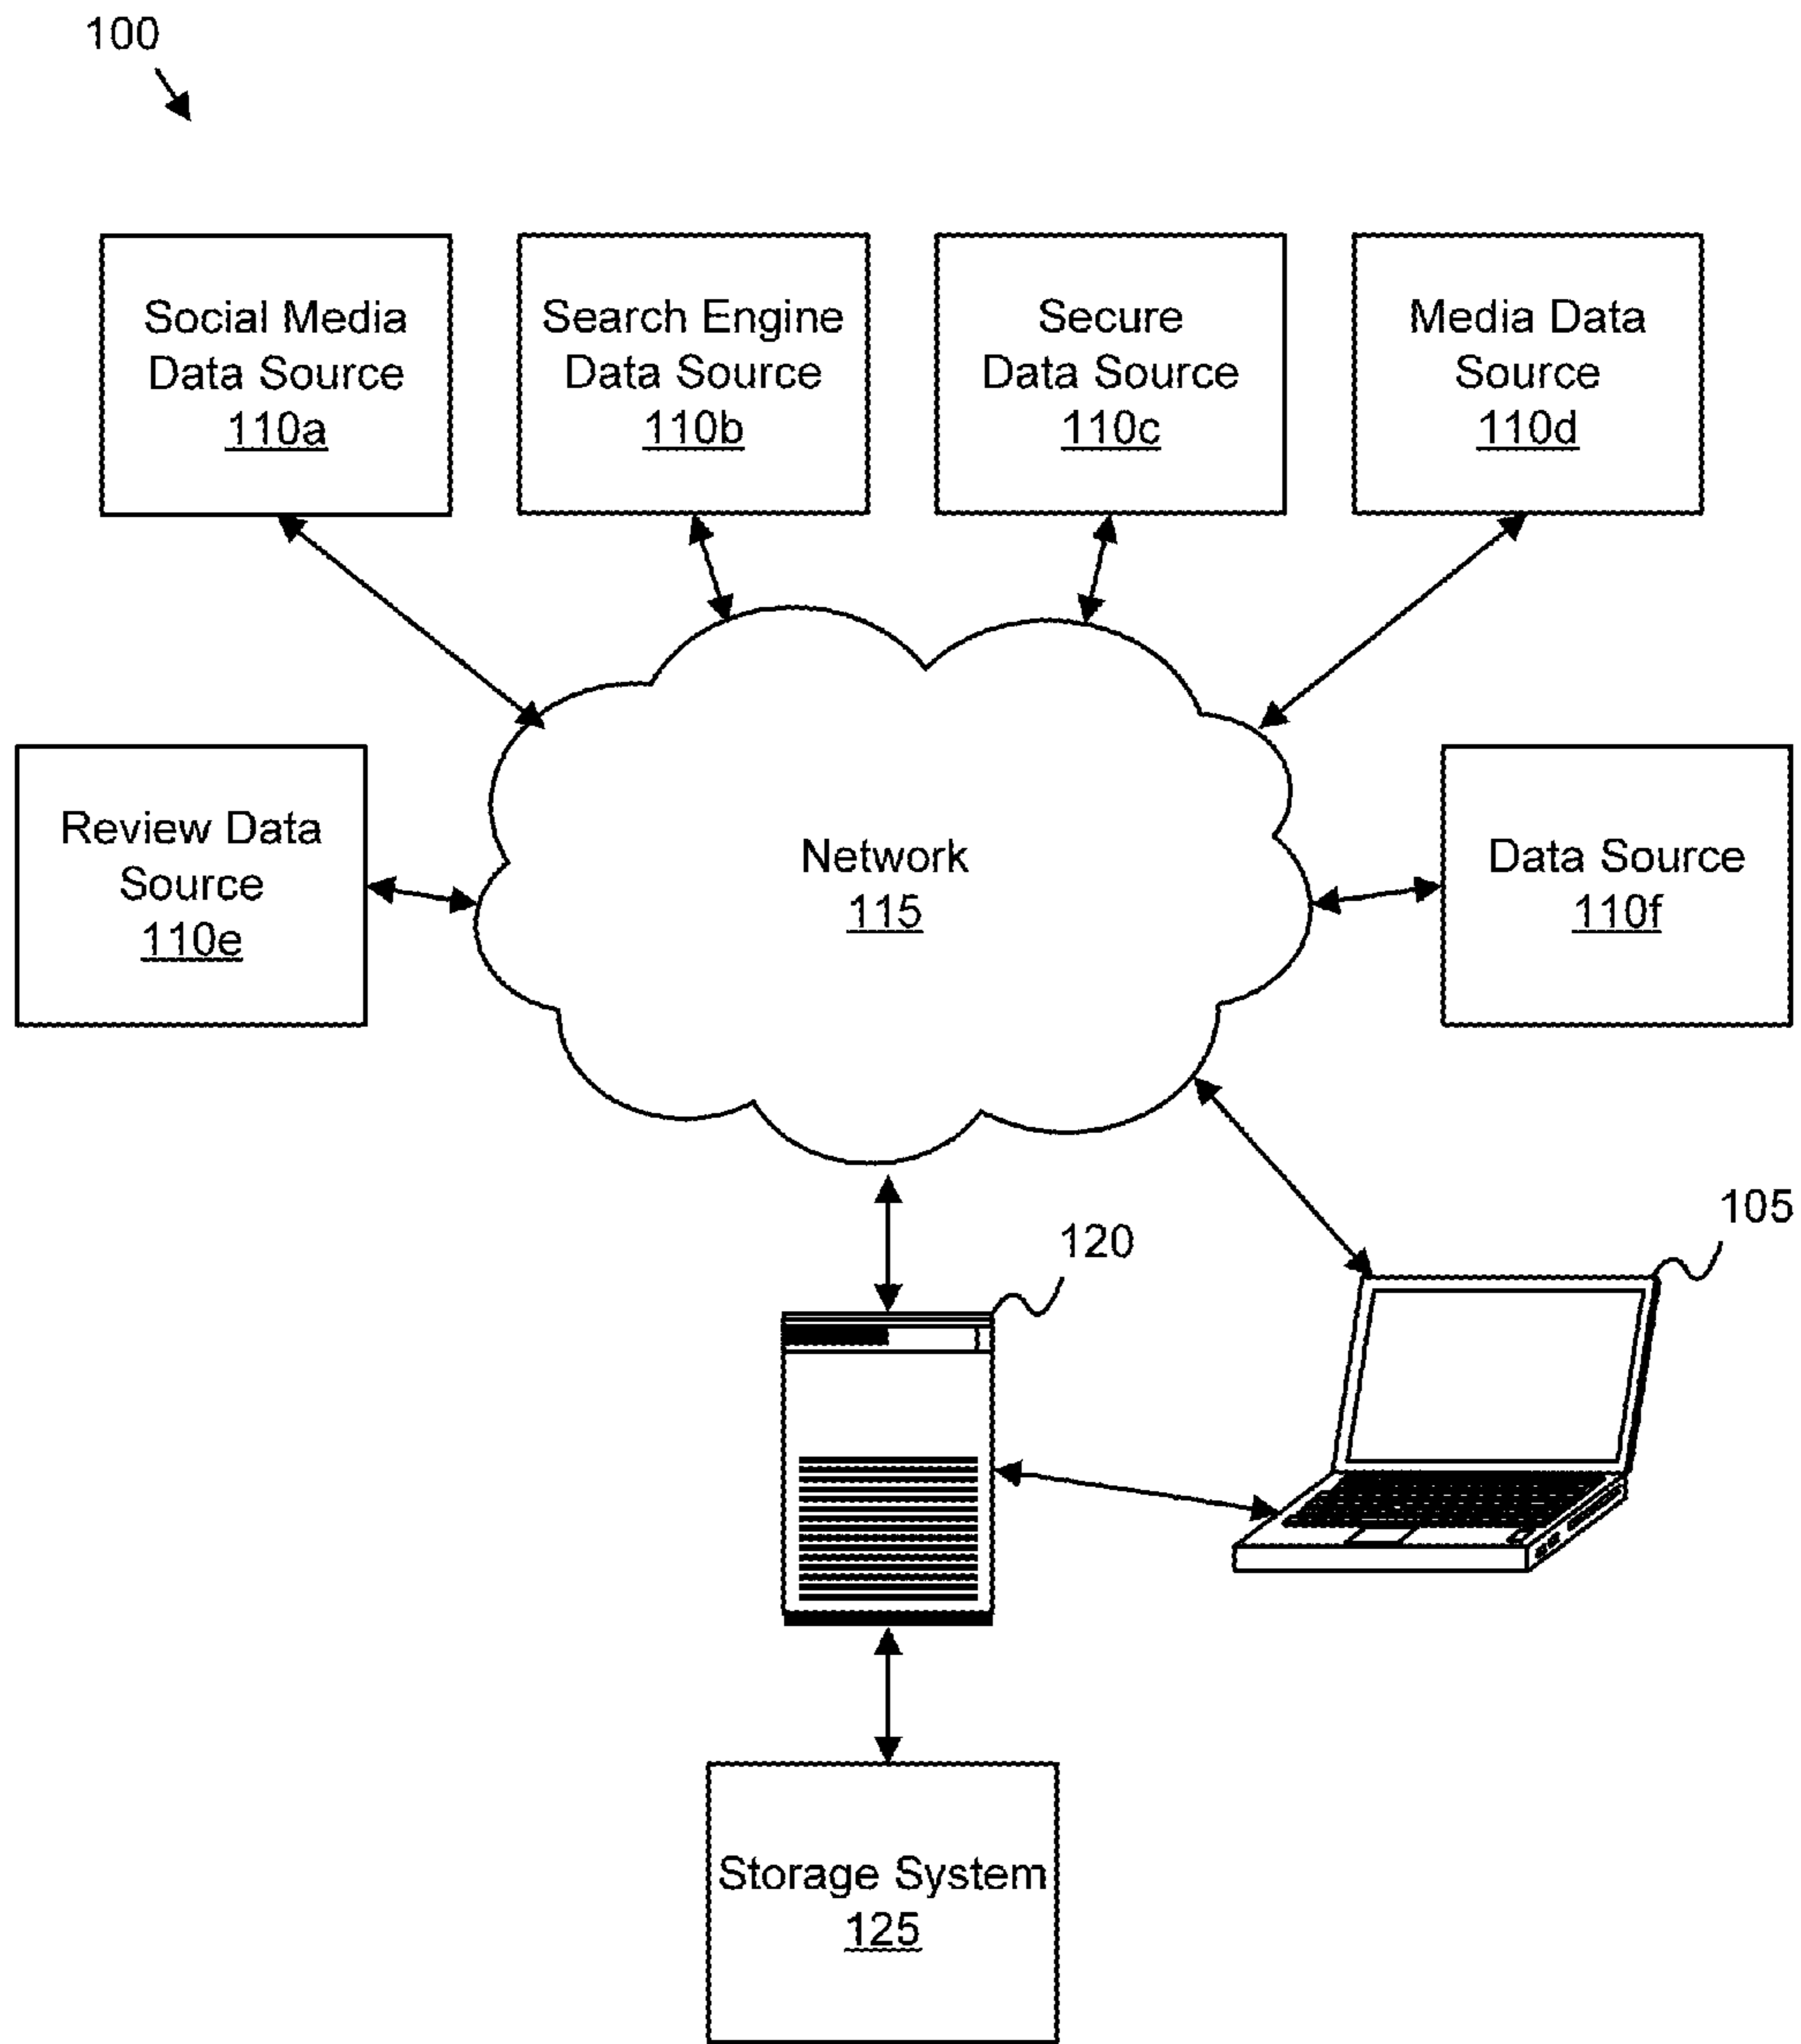 100
Social Media
Data Source
110a
Search Engine
Data Source
110b
Secure
Data Source
110c
Media Data
Source
110d
Review Data
Source
110e
Network
115
Data Source
110f
120
105
Storage System
125